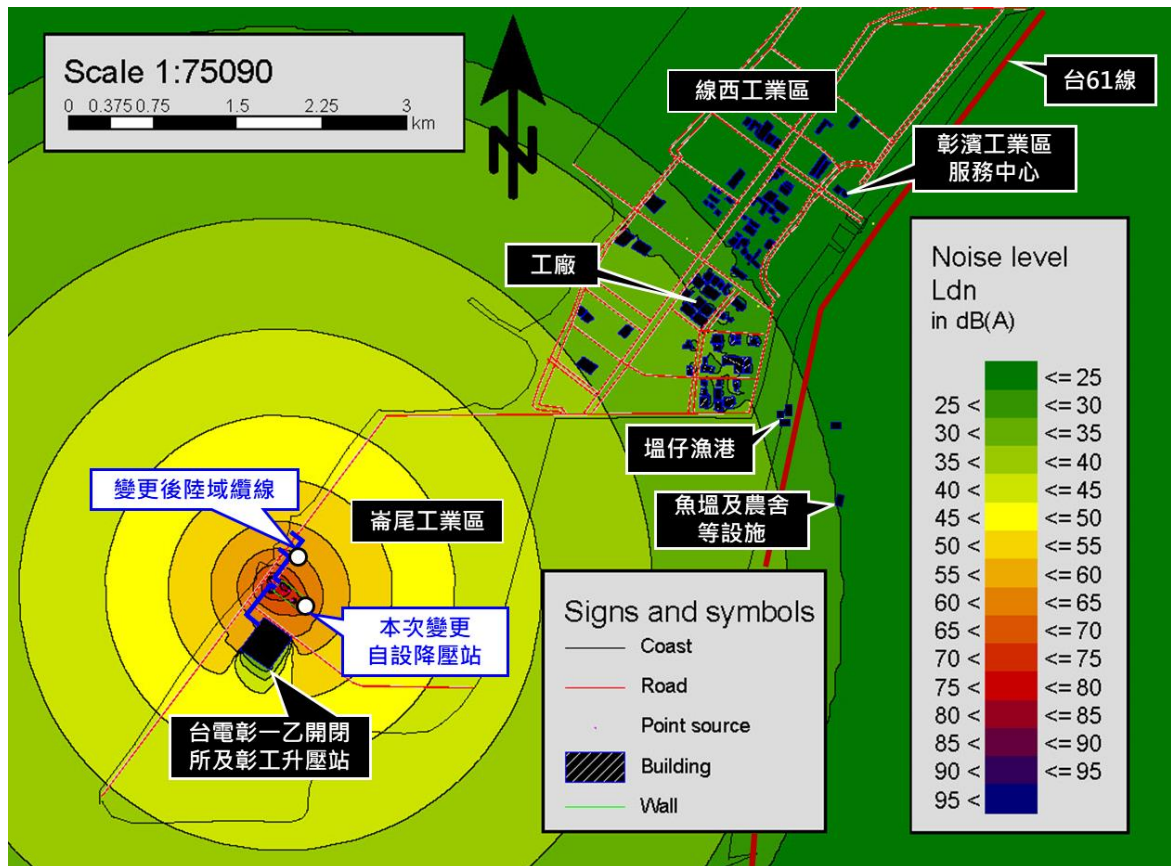 Scale 1:75090
0 0.375 0.75 1.5 2.25 3
km
N
線西工業區
台61線
彰濱工業區
服務中心
工廠
塭仔漁港
魚塭及農舍
等設施
變更後陸域纜線
崙尾工業區
本次變更
自設降壓站
台電彰一乙開閉
所及彰工升壓站
Signs and symbols
Coast
Road
Point source
Building
Wall
Noise level
Ldn
in dB(A)
<= 25
25 < <= 30
30 < <= 35
35 < <= 40
40 < <= 45
45 < <= 50
50 < <= 55
55 < <= 60
60 < <= 65
65 < <= 70
70 < <= 75
75 < <= 80
80 < <= 85
85 < <= 90
90 < <= 95
95 <